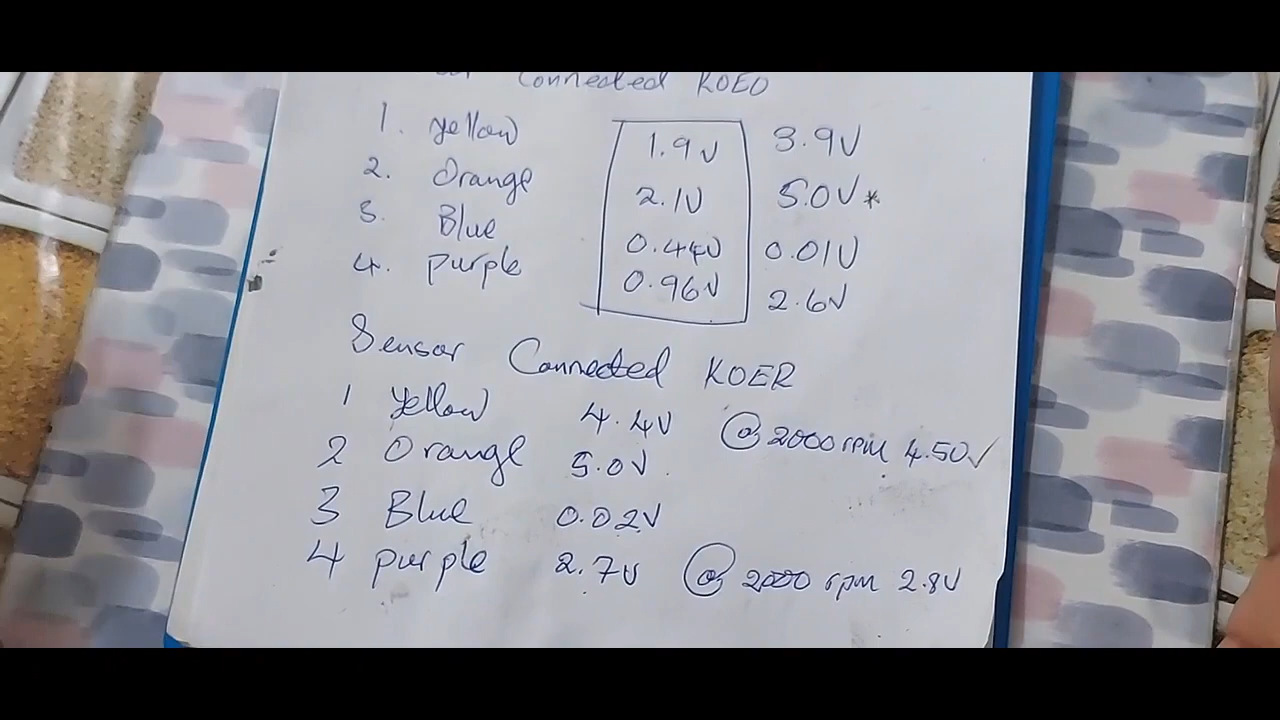 Connected KOEO
1. yellow 1.9V 3.9V
2. Orange 2.1V 5.0V*
3. Blue 0.44V 0.01V
4. purple 0.96V 2.6V
Sensor Connected KOER
1 yellow 4.4V @ 2000 rpm 4.50V
2 Orange 5.0V.
3 Blue 0.02V
4 purple 2.7V @ 2000 rpm 2.8V